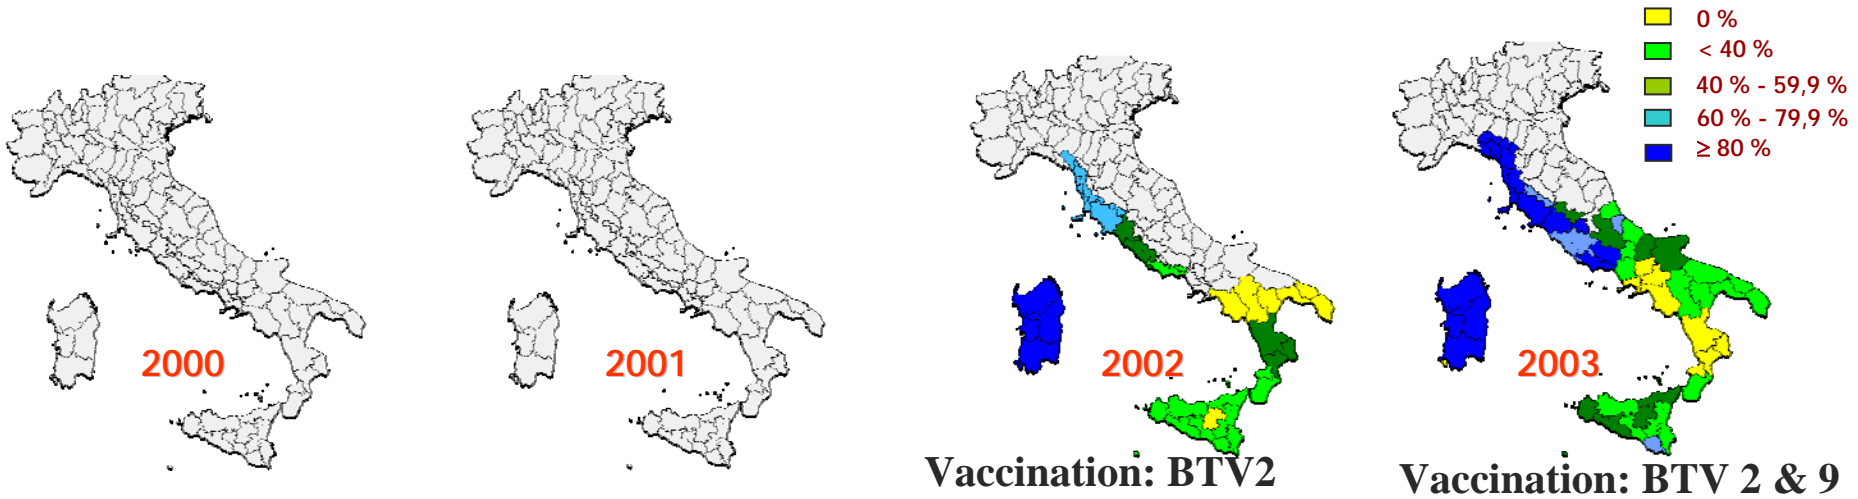 0 %
< 40 %
40 % - 59,9 %
60 % - 79,9 %
≥ 80 %
2000
2001
2002
2003
Vaccination: BTV2
Vaccination: BTV 2 & 9